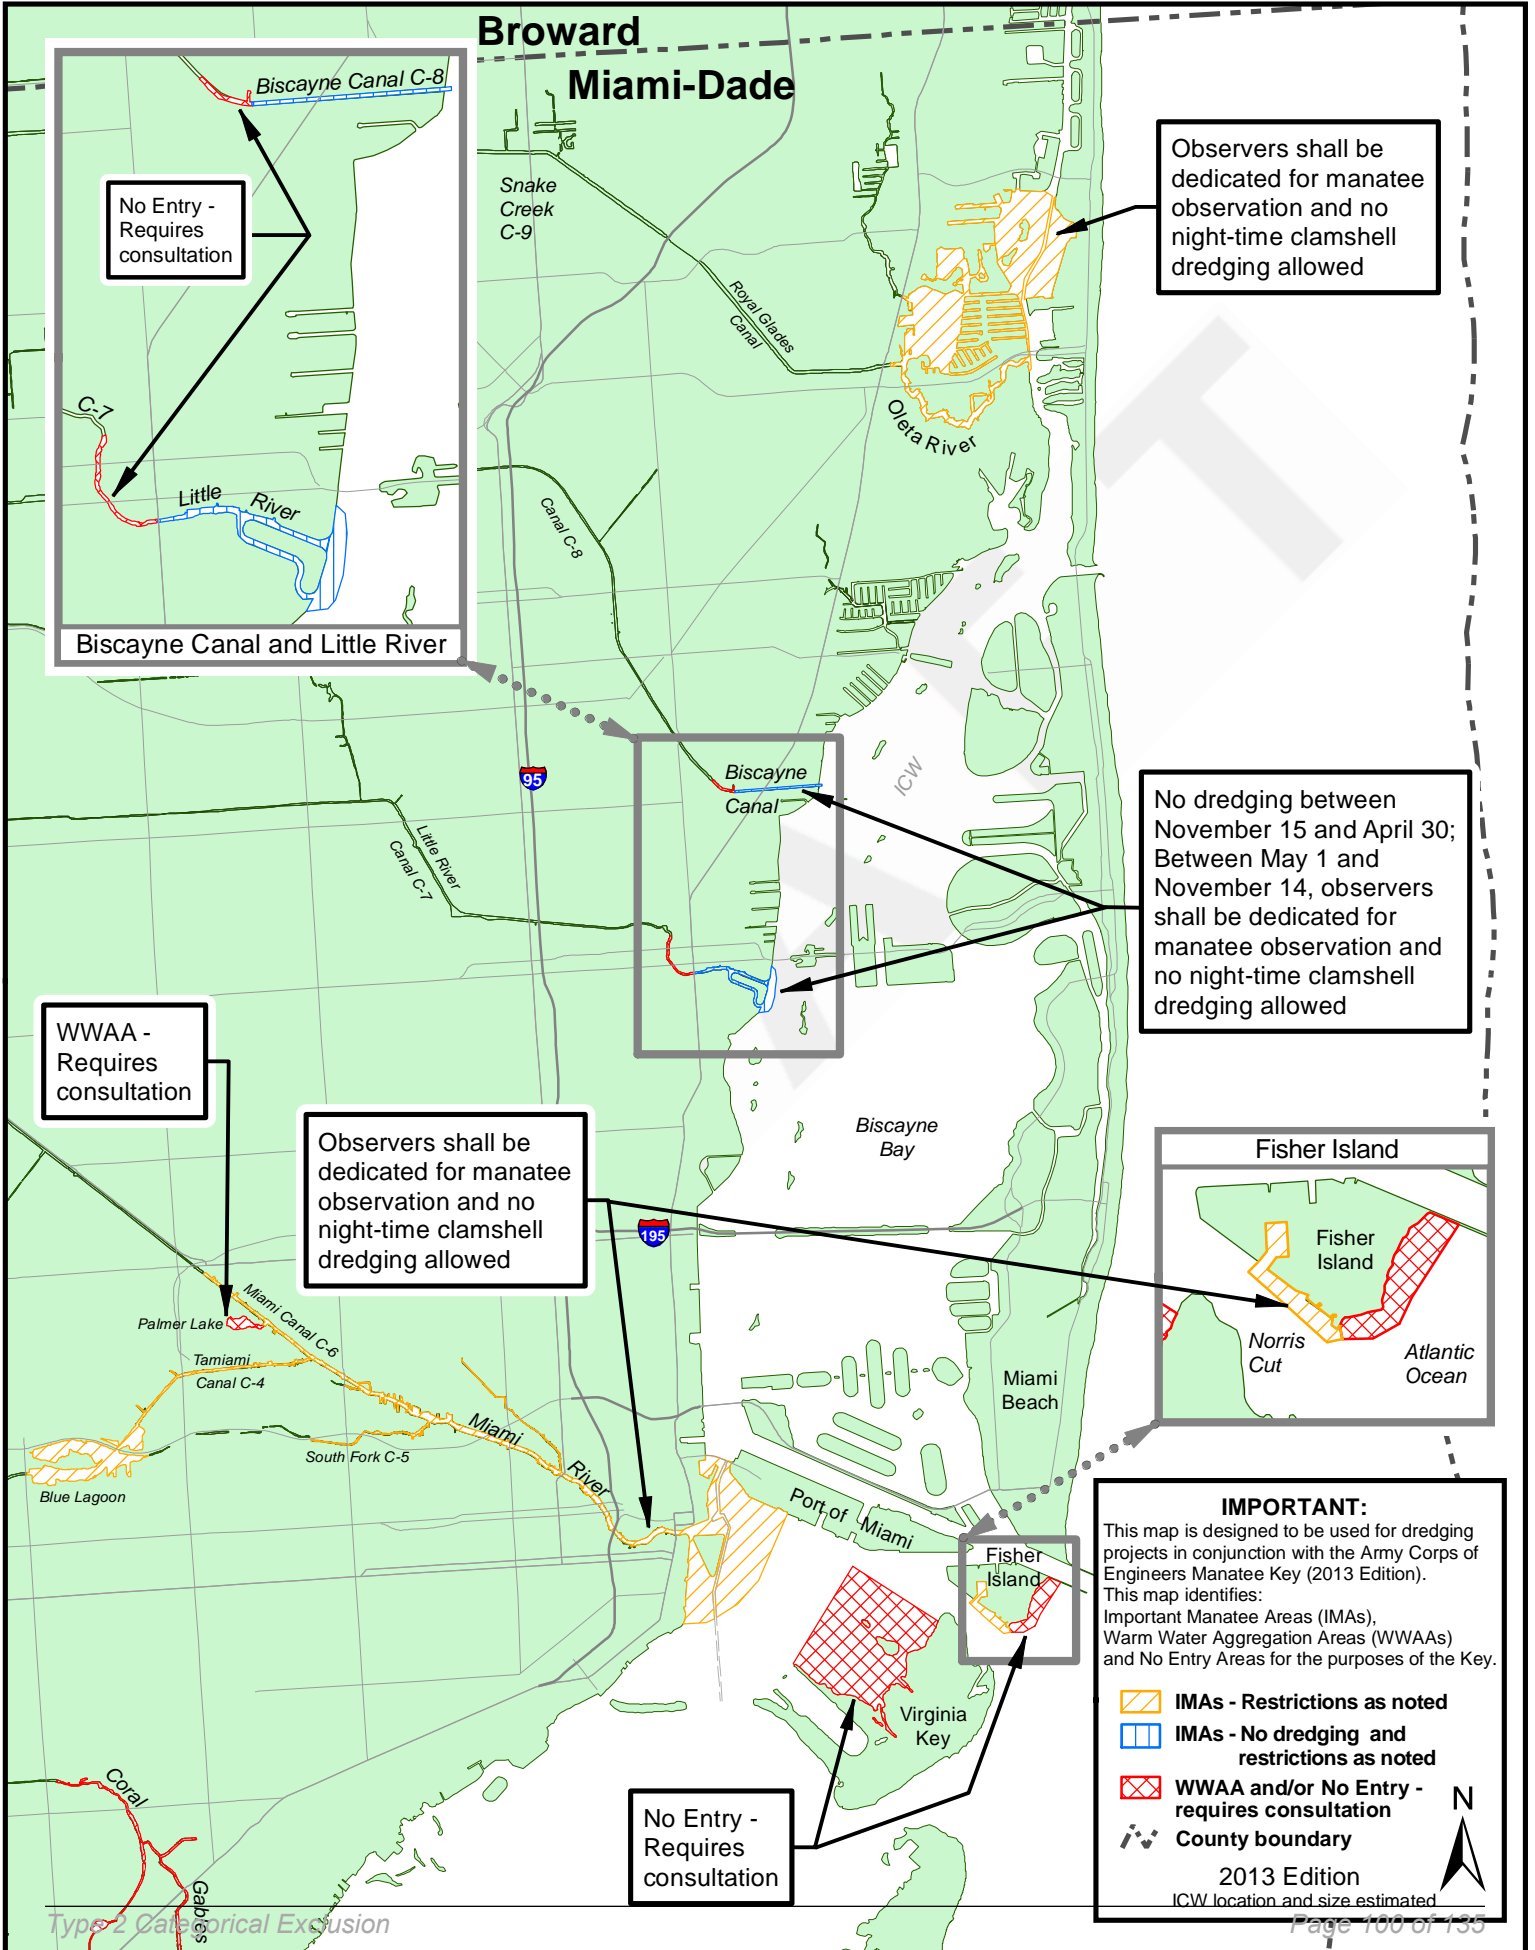 Broward
Miami-Dade
Biscayne Canal C-8
No Entry -
Requires
consultation
C-7
Little River
Biscayne Canal and Little River
Snake
Creek
C-9
Royal Glades
Canal
Oleta River
Observers shall be
dedicated for manatee
observation and no
night-time clamshell
dredging allowed
Canal C-8
95
Biscayne
Canal
ICW
Little River
Canal C-7
No dredging between
November 15 and April 30;
Between May 1 and
November 14, observers
shall be dedicated for
manatee observation and
no night-time clamshell
dredging allowed
WWAA -
Requires
consultation
Observers shall be
dedicated for manatee
observation and no
night-time clamshell
dredging allowed
Biscayne
Bay
195
Fisher Island
Fisher
Island
Norris
Cut
Atlantic
Ocean
Palmer Lake
Miami Canal C-6
Tamiami
Canal C-4
South Fork C-5
Blue Lagoon
Miami River
Miami
Beach
Port of Miami
Fisher
Island
Virginia
Key
No Entry -
Requires
consultation
Coral
Gables
IMPORTANT:
This map is designed to be used for dredging
projects in conjunction with the Army Corps of
Engineers Manatee Key (2013 Edition).
This map identifies:
Important Manatee Areas (IMAs),
Warm Water Aggregation Areas (WWAAs)
and No Entry Areas for the purposes of the Key.
IMAs - Restrictions as noted
IMAs - No dredging and
restrictions as noted
WWAA and/or No Entry -
requires consultation
County boundary
N
2013 Edition
ICW location and size estimated
Type 2 Categorical Exclusion
Page 100 of 135